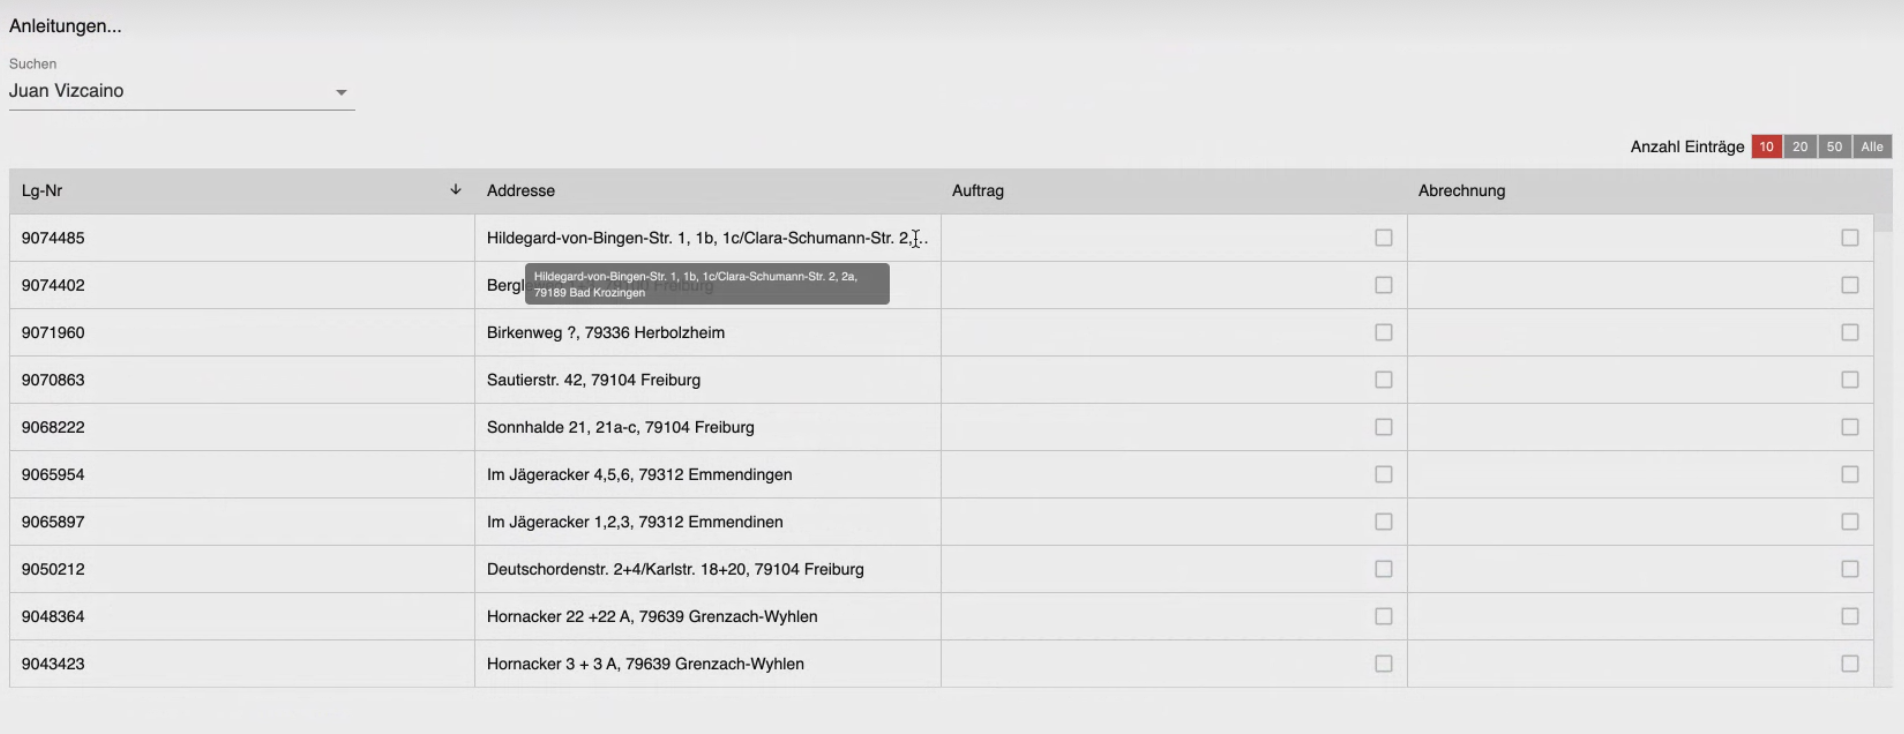 Anleitungen...
Suchen
Juan Vizcaino
Anzahl Einträge 10 20 50 Alle
Lg-Nr Addresse Auftrag Abrechnung
9074485 Hildegard-von-Bingen-Str. 1, 1b, 1c/Clara-Schumann-Str. 2,...
Hildegard-von-Bingen-Str. 1, 1b, 1c/Clara-Schumann-Str. 2, 2a,
79189 Bad Krozingen
9074402 Freiburg
9071960 Birkenweg ?, 79336 Herbolzheim
9070863 Sautierstr. 42, 79104 Freiburg
9068222 Sonnhalde 21, 21a-c, 79104 Freiburg
9065954 Im Jägeracker 4,5,6, 79312 Emmendingen
9065897 Im Jägeracker 1,2,3, 79312 Emmendinen
9050212 Deutschordenstr. 2+4/Karlstr. 18+20, 79104 Freiburg
9048364 Hornacker 22 +22 A, 79639 Grenzach-Wyhlen
9043423 Hornacker 3 + 3 A, 79639 Grenzach-Wyhlen